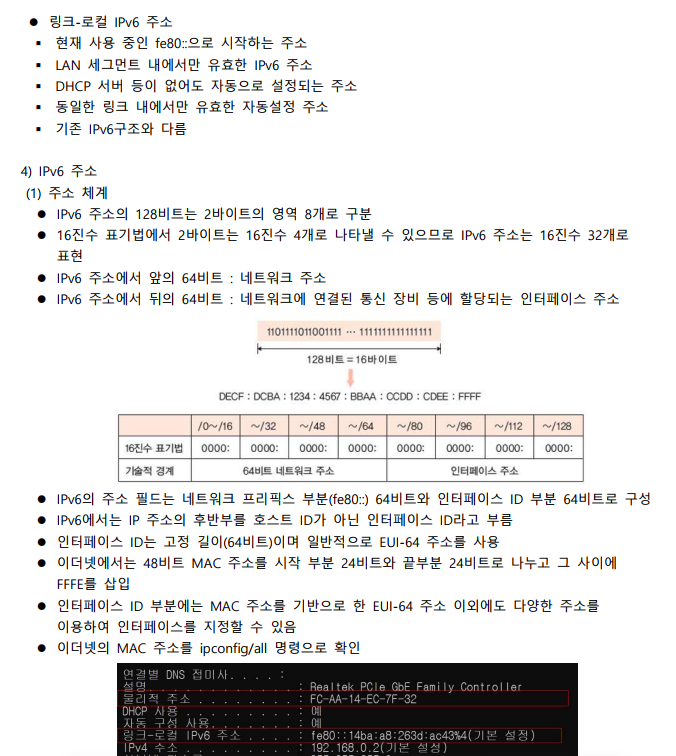 ● 링크-로컬 IPv6 주소
▪ 현재 사용 중인 fe80::으로 시작하는 주소
▪ LAN 세그먼트 내에서만 유효한 IPv6 주소
▪ DHCP 서버 등이 없어도 자동으로 설정되는 주소
▪ 동일한 링크 내에서만 유효한 자동설정 주소
▪ 기존 IPv6구조와 다름
4) IPv6 주소
(1) 주소 체계
● IPv6 주소의 128비트는 2바이트의 영역 8개로 구분
● 16진수 표기법에서 2바이트는 16진수 4개로 나타낼 수 있으므로 IPv6 주소는 16진수 32개로
표현
● IPv6 주소에서 앞의 64비트 : 네트워크 주소
● IPv6 주소에서 뒤의 64비트 : 네트워크에 연결된 통신 장비 등에 할당되는 인터페이스 주소
1101111011001111 ··· 1111111111111111
128비트 = 16바이트
DECF : DCBA : 1234 : 4567 : BBAA : CCDD : CDEE : FFFF
/0～/16 ～/32 ～/48 ～/64 ～/80 ～/96 ～/112 ～/128
16진수 표기법 0000: 0000: 0000: 0000: 0000: 0000: 0000: 0000:
기술적 경계 64비트 네트워크 주소 인터페이스 주소
● IPv6의 주소 필드는 네트워크 프리픽스 부분(fe80::) 64비트와 인터페이스 ID 부분 64비트로 구성
● IPv6에서는 IP 주소의 후반부를 호스트 ID가 아닌 인터페이스 ID라고 부름
● 인터페이스 ID는 고정 길이(64비트)이며 일반적으로 EUI-64 주소를 사용
● 이더넷에서는 48비트 MAC 주소를 시작 부분 24비트와 끝부분 24비트로 나누고 그 사이에
FFFE를 삽입
● 인터페이스 ID 부분에는 MAC 주소를 기반으로 한 EUI-64 주소 이외에도 다양한 주소를
이용하여 인터페이스를 지정할 수 있음
● 이더넷의 MAC 주소를 ipconfig/all 명령으로 확인
연결별 DNS 접미사. . . . :
설명. . . . . . . . . . . . : Realtek PCIe GbE Family Controller
물리적 주소 . . . . . . . . : FC-AA-14-EC-7F-32
DHCP 사용 . . . . . . . . . : 예
자동 구성 사용. . . . . . . : 예
링크-로컬 IPv6 주소 . . . . : fe80::14ba:a8:263d:ac43%4(기본 설정)
IPv4 주소 . . . . . . . . . : 192.168.0.2(기본 설정)